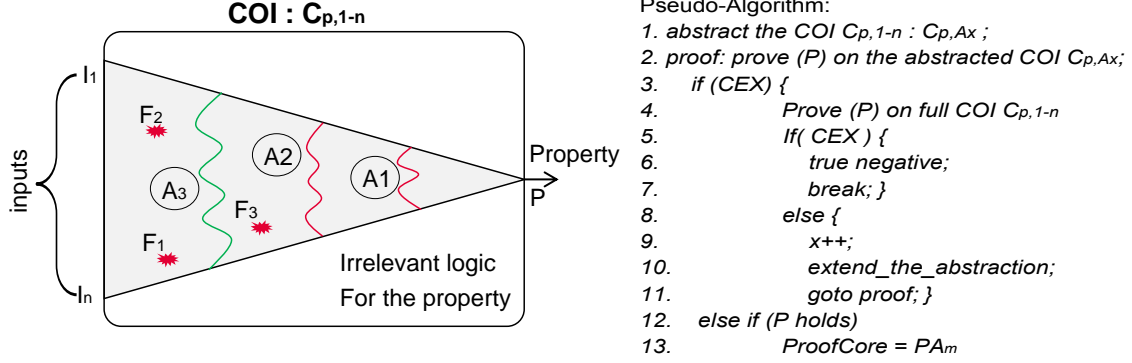 COI : Cp,1-n
I1
F2
A2
A1
Property
P
inputs
A3
F3
F1
In
Irrelevant logic
For the property
Pseudo-Algorithm:
1. abstract the COI Cp,1-n : Cp,Ax ;
2. proof: prove (P) on the abstracted COI Cp,Ax;
3. if (CEX) {
4. Prove (P) on full COI Cp,1-n
5. If( CEX ) {
6. true negative;
7. break; }
8. else {
9. x++;
10. extend_the_abstraction;
11. goto proof; }
12. else if (P holds)
13. ProofCore = PAm